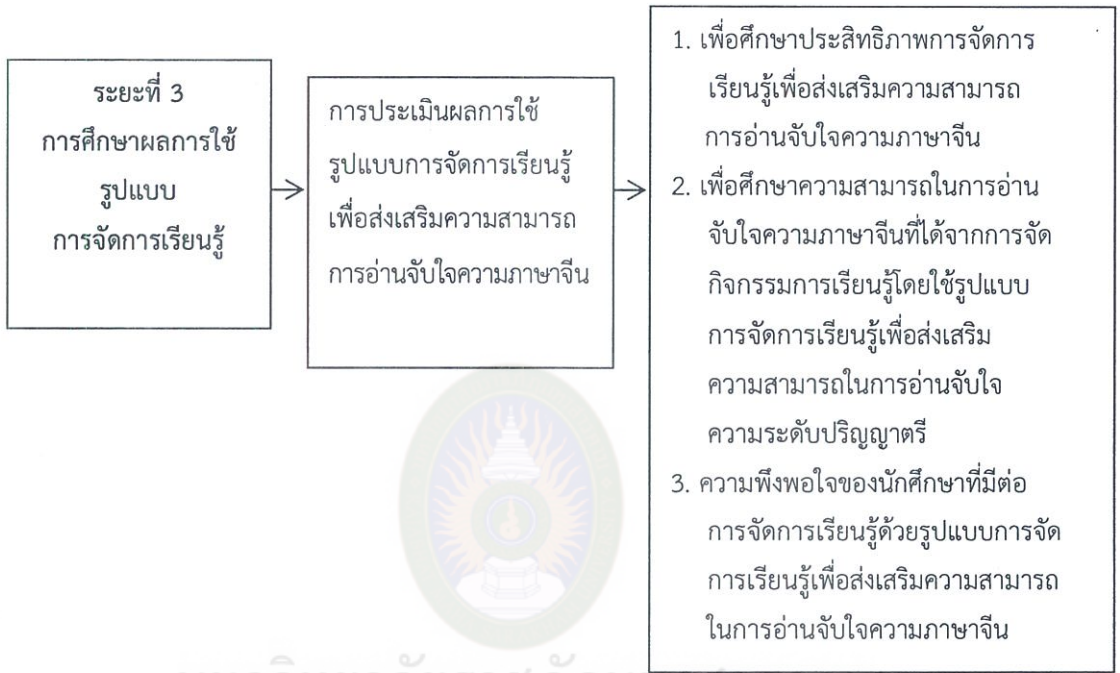 ระยะที่ 3
การศึกษาผลการใช้
รูปแบบ
การจัดการเรียนรู้
การประเมินผลการใช้
รูปแบบการจัดการเรียนรู้
เพื่อส่งเสริมความสามารถ
การอ่านจับใจความภาษาจีน
1. เพื่อศึกษาประสิทธิภาพการจัดการ
เรียนรู้เพื่อส่งเสริมความสามารถ
การอ่านจับใจความภาษาจีน
2. เพื่อศึกษาความสามารถในการอ่าน
จับใจความภาษาจีนที่ได้จากการจัด
กิจกรรมการเรียนรู้โดยใช้รูปแบบ
การจัดการเรียนรู้เพื่อส่งเสริม
ความสามารถในการอ่านจับใจ
ความระดับปริญญาตรี
3. ความพึงพอใจของนักศึกษาที่มีต่อ
การจัดการเรียนรู้ด้วยรูปแบบการจัด
การเรียนรู้เพื่อส่งเสริมความสามารถ
ในการอ่านจับใจความภาษาจีน